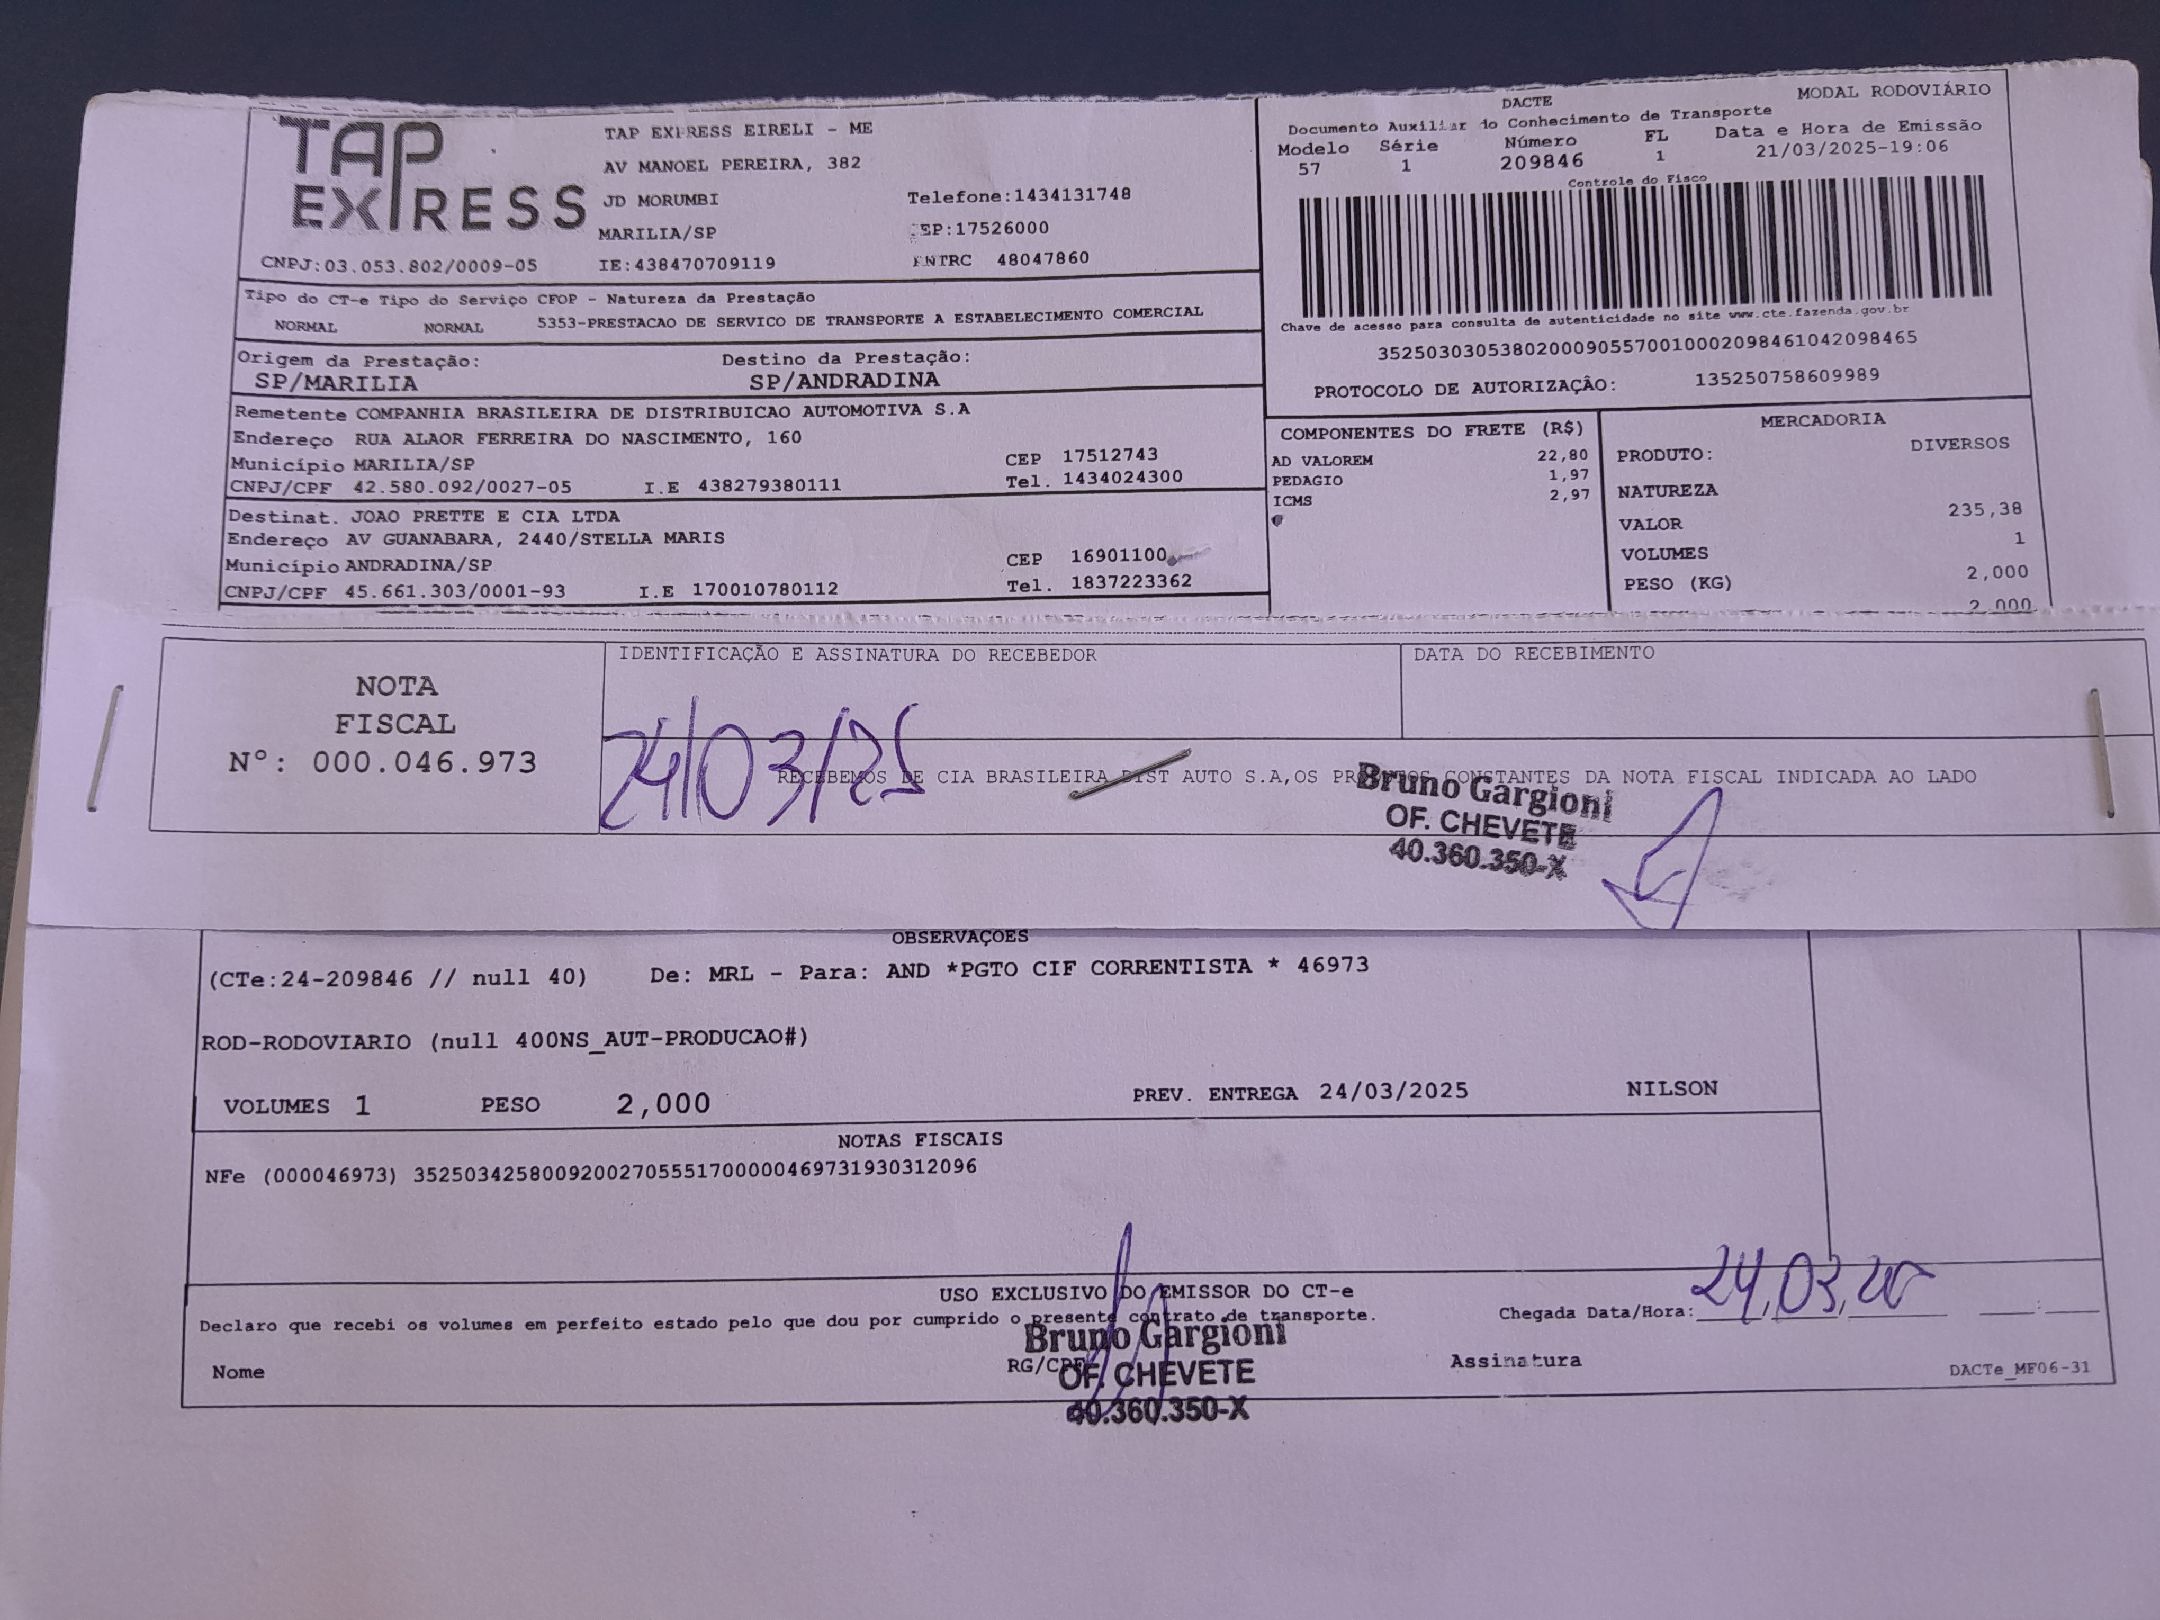 TAP
EXPRESS
TAP EXPRESS EIRELI - ME
AV MANOEL PEREIRA, 382
JD MORUMBI Telefone:1434131748
MARILIA/SP CEP:17526000
CNPJ:03.053.802/0009-05 IE:438470709119 RNTRC 48047860
DACTE MODAL RODOVIÁRIO
Documento Auxiliar do Conhecimento de Transporte
Modelo Série Número FL Data e Hora de Emissão
57 1 209846 1 21/03/2025-19:06
Controle do Fisco
Chave de acesso para consulta de autenticidade no site www.cte.fazenda.gov.br
35250303053802000905570010002098461042098465
PROTOCOLO DE AUTORIZAÇÃO: 135250758609989
Tipo do CT-e Tipo do Serviço CFOP - Natureza da Prestação
NORMAL NORMAL 5353-PRESTACAO DE SERVICO DE TRANSPORTE A ESTABELECIMENTO COMERCIAL
Origem da Prestação: Destino da Prestação:
SP/MARILIA SP/ANDRADINA
Remetente COMPANHIA BRASILEIRA DE DISTRIBUICAO AUTOMOTIVA S.A
Endereço RUA ALAOR FERREIRA DO NASCIMENTO, 160
Município MARILIA/SP CEP 17512743
CNPJ/CPF 42.580.092/0027-05 I.E 438279380111 Tel. 1434024300
Destinat. JOAO PRETTE E CIA LTDA
Endereço AV GUANABARA, 2440/STELLA MARIS
Município ANDRADINA/SP CEP 16901100
CNPJ/CPF 45.661.303/0001-93 I.E 170010780112 Tel. 1837223362
COMPONENTES DO FRETE (R$)
AD VALOREM 22,80
PEDAGIO 1,97
ICMS 2,97
MERCADORIA
PRODUTO: DIVERSOS
NATUREZA
VALOR 235,38
VOLUMES 1
PESO (KG) 2,000
2,000
NOTA
FISCAL
Nº: 000.046.973
IDENTIFICAÇÃO E ASSINATURA DO RECEBEDOR
DATA DO RECEBIMENTO
24/03/25
RECEBEMOS DE CIA BRASILEIRA DIST AUTO S.A,OS PRODUTOS CONSTANTES DA NOTA FISCAL INDICADA AO LADO
Bruno Gargioni
OF. CHEVETE
40.360.350-X
OBSERVAÇOES
(CTe:24-209846 // null 40) De: MRL - Para: AND *PGTO CIF CORRENTISTA * 46973
ROD-RODOVIARIO (null 400NS_AUT-PRODUCAO#)
VOLUMES 1 PESO 2,000 PREV. ENTREGA 24/03/2025 NILSON
NOTAS FISCAIS
NFe (000046973) 35250342580092002705551700000469731930312096
USO EXCLUSIVO DO EMISSOR DO CT-e
Declaro que recebi os volumes em perfeito estado pelo que dou por cumprido o presente contrato de transporte. Chegada Data/Hora: 24,03,
Nome RG/CPF Assinatura DACTe_MF06-31
Bruno Gargioni
OF. CHEVETE
40.360.350-X